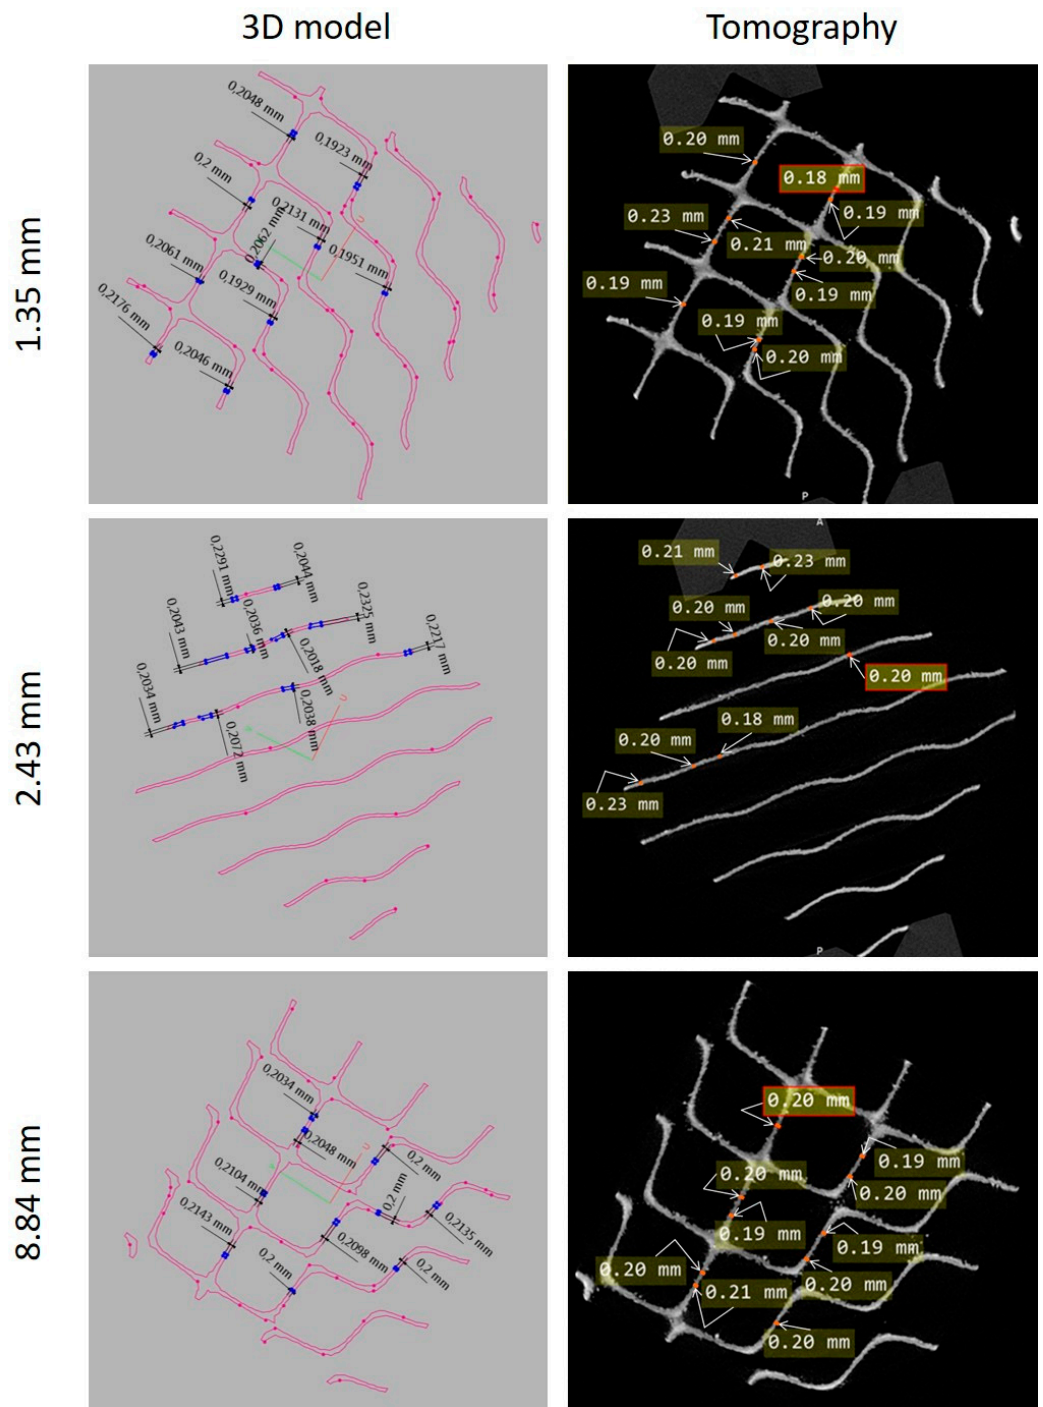 3D model
Tomography
1.35 mm
0,2048 mm
0,1923 mm
0,2 mm
0,2131 mm
0,2062 mm
0,1951 mm
0,2061 mm
0,1929 mm
0,2176 mm
0,2046 mm
U
0.20 mm
0.18 mm
0.19 mm
0.23 mm
0.21 mm
0.20 mm
0.19 mm
0.19 mm
0.19 mm
0.20 mm
P
2.43 mm
0,2291 mm
0,2044 mm
0,2043 mm
0,2036 mm
0,2325 mm
0,2018 mm
0,2217 mm
0,2034 mm
0,2072 mm
0,2038 mm
U
A
0.21 mm
0.23 mm
0.20 mm
0.20 mm
0.20 mm
0.20 mm
0.20 mm
0.18 mm
0.20 mm
0.23 mm
P
8.84 mm
0,2034 mm
0,2048 mm
0,2 mm
0,2104 mm
0,2 mm
0,2135 mm
0,2143 mm
0,2098 mm
0,2 mm
0,2 mm
U
0.20 mm
0.19 mm
0.20 mm
0.20 mm
0.19 mm
0.19 mm
0.20 mm
0.20 mm
0.21 mm
0.20 mm